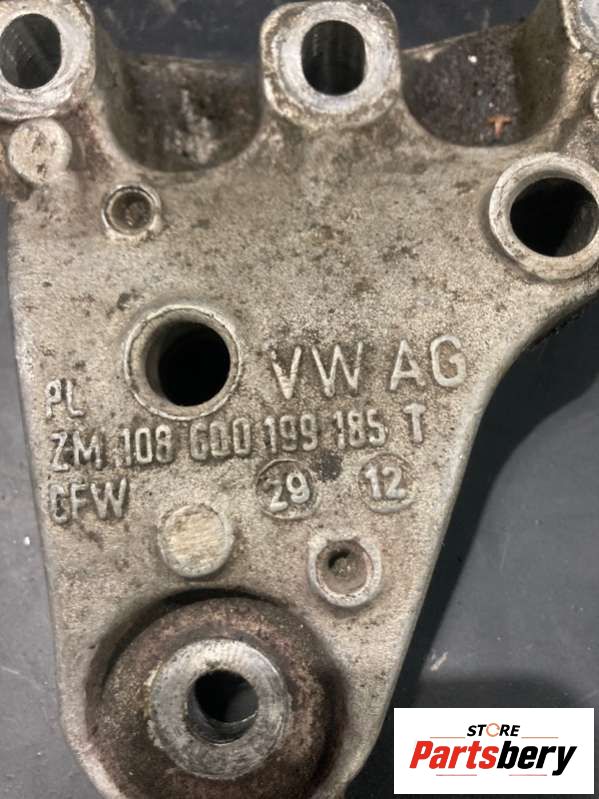 VW AG
PL
ZM 108 6Q0 199 185 T
GFW 29 12
STORE
Partsbery